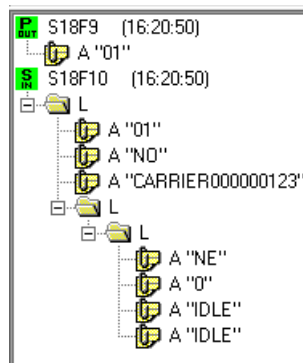 P OUT S18F9 (16:20:50)
A "01"
S IN S18F10 (16:20:50)
L
A "01"
A "NO"
A "CARRIER000000123"
L
L
A "NE"
A "0"
A "IDLE"
A "IDLE"